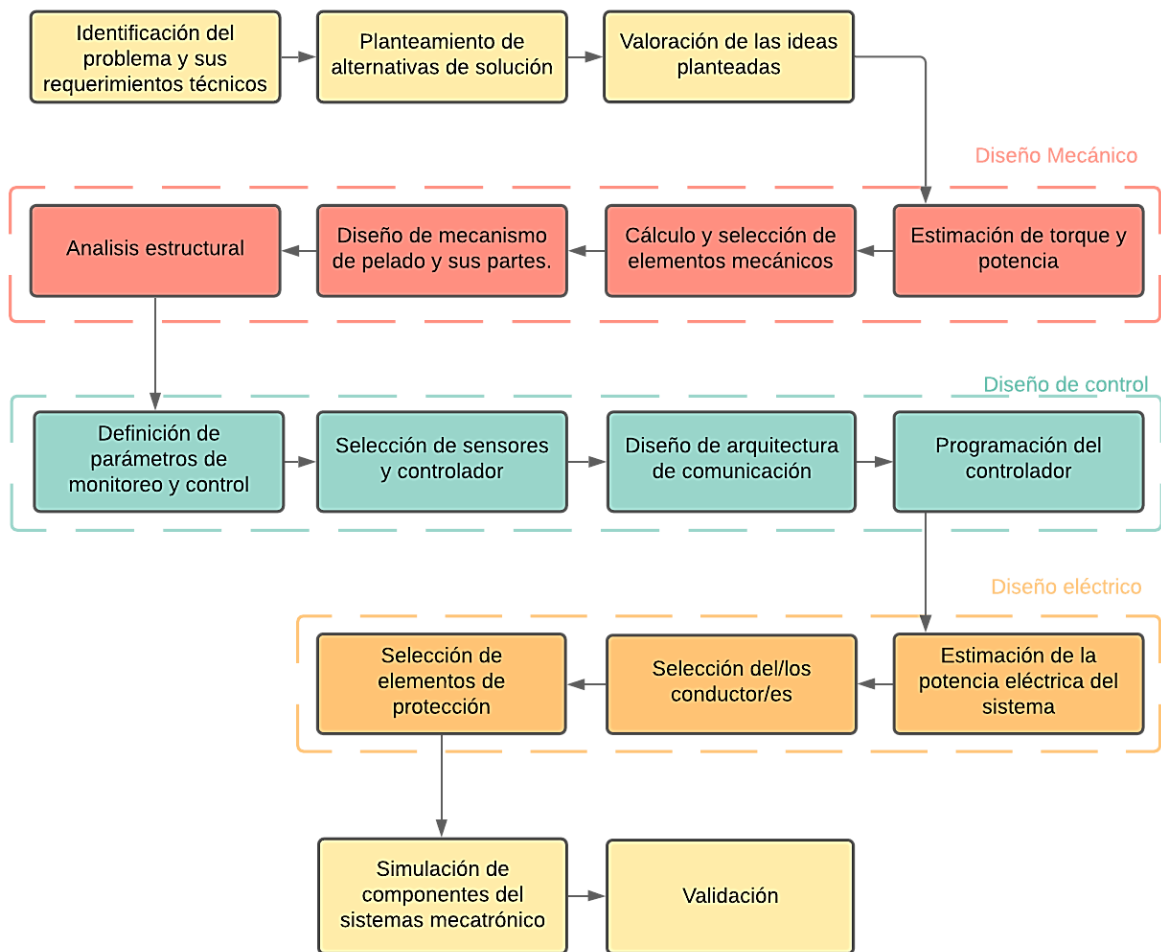 Identificación del
problema y sus
requerimientos técnicos
Planteamiento de
alternativas de solución
Valoración de las ideas
planteadas
Diseño Mecánico
Analisis estructural
Diseño de mecanismo
de pelado y sus partes.
Cálculo y selección de
elementos mecánicos
Estimación de torque y
potencia
Diseño de control
Definición de
parámetros de
monitoreo y control
Selección de sensores
y controlador
Diseño de arquitectura
de comunicación
Programación del
controlador
Diseño eléctrico
Selección de
elementos de
protección
Selección del/los
conductor/es
Estimación de la
potencia eléctrica del
sistema
Simulación de
componentes del
sistemas mecatrónico
Validación